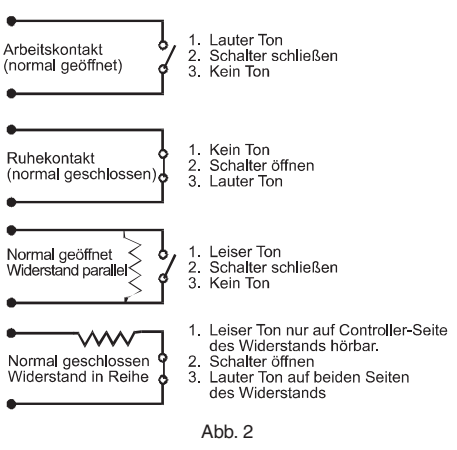 Arbeitskontakt
(normal geöffnet)
1. Lauter Ton
2. Schalter schließen
3. Kein Ton
Ruhekontakt
(normal geschlossen)
1. Kein Ton
2. Schalter öffnen
3. Lauter Ton
Normal geöffnet
Widerstand parallel
1. Leiser Ton
2. Schalter schließen
3. Kein Ton
Normal geschlossen
Widerstand in Reihe
1. Leiser Ton nur auf Controller-Seite
des Widerstands hörbar.
2. Schalter öffnen
3. Lauter Ton auf beiden Seiten
des Widerstands
Abb. 2